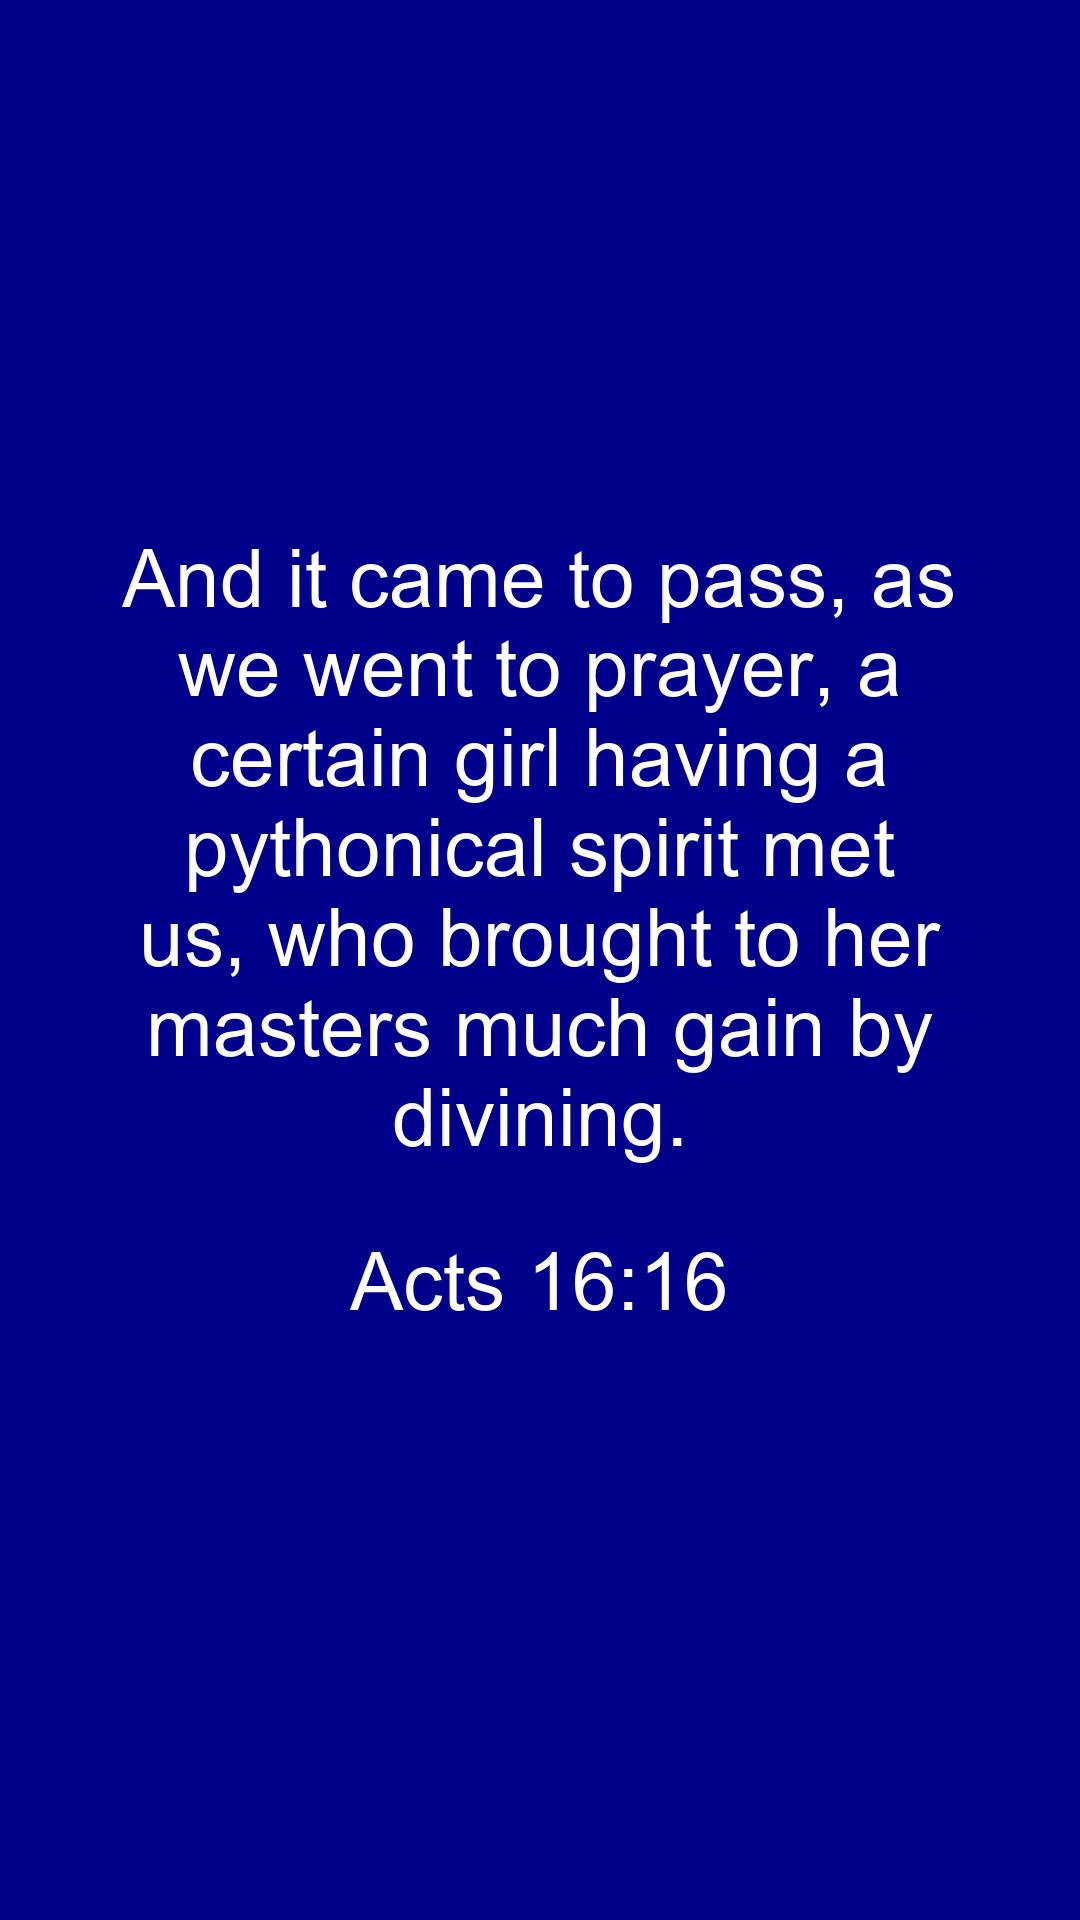 And it came to pass, as
we went to prayer, a
certain girl having a
pythonical spirit met
us, who brought to her
masters much gain by
divining.
Acts 16:16